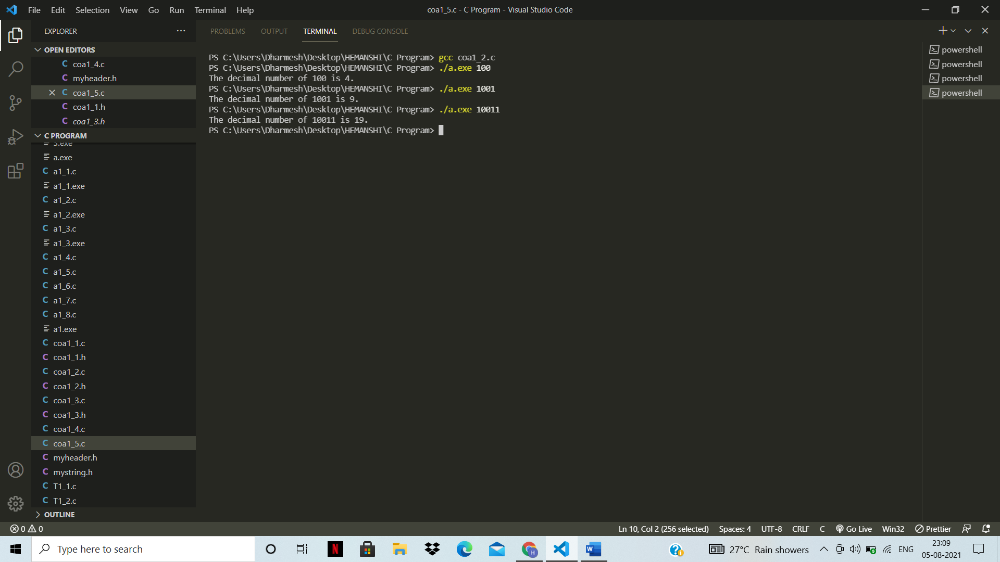 File Edit Selection View Go Run Terminal Help
coa1_5.c - C Program - Visual Studio Code
EXPLORER
OPEN EDITORS
C coa1_4.c
C myheader.h
C coa1_5.c
C coa1_1.h
C coa1_3.h
C PROGRAM
3.exe
a.exe
C a1_1.c
a1_1.exe
C a1_2.c
a1_2.exe
C a1_3.c
a1_3.exe
C a1_4.c
C a1_5.c
C a1_6.c
C a1_7.c
C a1_8.c
a1.exe
C coa1_1.c
C coa1_1.h
C coa1_2.c
C coa1_2.h
C coa1_3.c
C coa1_3.h
C coa1_4.c
C coa1_5.c
C myheader.h
C mystring.h
C T1_1.c
C T1_2.c
OUTLINE
PROBLEMS OUTPUT TERMINAL DEBUG CONSOLE
PS C:\Users\Dharmesh\Desktop\HEMANSHI\C Program> gcc coa1_2.c
PS C:\Users\Dharmesh\Desktop\HEMANSHI\C Program> ./a.exe 100
The decimal number of 100 is 4.
PS C:\Users\Dharmesh\Desktop\HEMANSHI\C Program> ./a.exe 1001
The decimal number of 1001 is 9.
PS C:\Users\Dharmesh\Desktop\HEMANSHI\C Program> ./a.exe 10011
The decimal number of 10011 is 19.
PS C:\Users\Dharmesh\Desktop\HEMANSHI\C Program>
powershell
powershell
powershell
powershell
0 0
Ln 10, Col 2 (256 selected) Spaces: 4 UTF-8 CRLF C Go Live Win32 Prettier
Type here to search
N
H
W
27°C Rain showers
ENG
23:09
05-08-2021